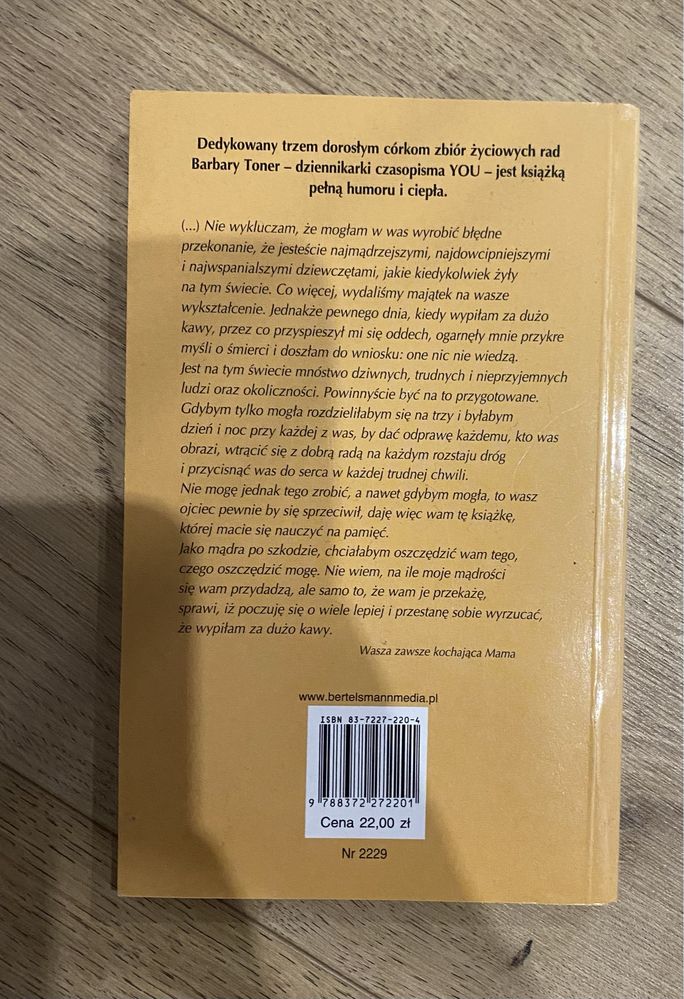 Dedykowany trzem dorosłym córkom zbiór życiowych rad
Barbary Toner – dziennikarki czasopisma YOU – jest książką
pełną humoru i ciepła.
(...) Nie wykluczam, że mogłam w was wyrobić błędne
przekonanie, że jesteście najmądrzejszymi, najdowcipniejszymi
i najwspanialszymi dziewczętami, jakie kiedykolwiek żyły
na tym świecie. Co więcej, wydaliśmy majątek na wasze
wykształcenie. Jednakże pewnego dnia, kiedy wypiłam za dużo
kawy, przez co przyspieszył mi się oddech, ogarnęły mnie przykre
myśli o śmierci i doszłam do wniosku: one nic nie wiedzą.
Jest na tym świecie mnóstwo dziwnych, trudnych i nieprzyjemnych
ludzi oraz okoliczności. Powinnyście być na to przygotowane.
Gdybym tylko mogła rozdzieliłabym się na trzy i byłabym
dzień i noc przy każdej z was, by dać odprawę każdemu, kto was
obrazi, wtrącić się z dobrą radą na każdym rozstaju dróg
i przycisnąć was do serca w każdej trudnej chwili.
Nie mogę jednak tego zrobić, a nawet gdybym mogła, to wasz
ojciec pewnie by się sprzeciwił, daję więc wam tę książkę,
której macie się nauczyć na pamięć.
Jako mądra po szkodzie, chciałabym oszczędzić wam tego,
czego oszczędzić mogę. Nie wiem, na ile moje mądrości
się wam przydadzą, ale samo to, że wam je przekażę,
sprawi, iż poczuję się o wiele lepiej i przestanę sobie wyrzucać,
że wypiłam za dużo kawy.
Wasza zawsze kochająca Mama
www.bertelsmannmedia.pl
ISBN 83-7227-220-4
9 788372 272201
Cena 22,00 zł
Nr 2229